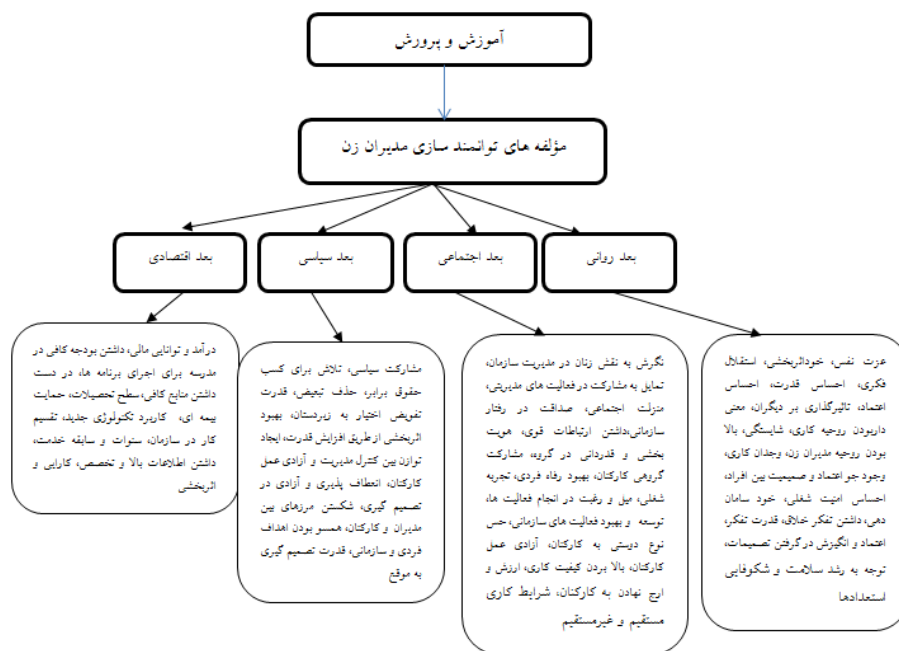 آموزش و پرورش
مؤلفه های توانمند سازی مدیران زن
بعد روانی
بعد اجتماعی
بعد سیاسی
بعد اقتصادی
عزت نفس، خوداثربخشی، استقلال
فکری، احساس قدرت، احساس
اعتماد، تاثیرگذاری بر دیگران، معنی
داربودن روحیه کاری، شایستگی، بالا
بودن روحیه مدیران زن، وجدان کاری،
وجود جو اعتماد و صمیمیت بین افراد،
احساس امنیت شغلی، خود سامان
دهی، داشتن تفکر خلاق، قدرت تفکر،
اعتماد و انگیزش در گرفتن تصمیمات،
توجه به رشد سلامت و شکوفایی
استعدادها
نگرش به نقش زنان در مدیریت سازمان،
تمایل به مشارکت در فعالیت های مدیریتی،
منزلت اجتماعی، صداقت در رفتار
سازمانی،داشتن ارتباطات قوی، هویت
بخشی و قدردانی در گروه، مشارکت
گروهی کارکنان، بهبود رفاه فردی، تجربه
شغلی، میل و رغبت در انجام فعالیت ها،
توسعه و بهبود فعالیت های سازمانی، حس
نوع دوستی به کارکنان، آزادی عمل
کارکنان، بالا بردن کیفیت کاری، ارزش و
ارج نهادن به کارکنان، شرایط کاری
مستقیم و غیرمستقیم
مشارکت سیاسی، تلاش برای کسب
حقوق برابر، حذف تبعیض، قدرت
تفویض اختیار به زیردستان، بهبود
اثربخشی از طریق افزایش قدرت، ایجاد
توازن بین کنترل مدیریت و آزادی عمل
کارکنان، انعطاف پذیری و آزادی در
تصمیم گیری، شکستن مرزهای بین
مدیران و کارکنان، همسو بودن اهداف
فردی و سازمانی، قدرت تصمیم گیری
به موقع
درآمد و توانایی مالی، داشتن بودجه کافی در
مدرسه برای اجرای برنامه ها، در دست
داشتن منابع کافی، سطح تحصیلات، حمایت
بیمه ای، کاربرد تکنولوژی جدید، تقسیم
کار در سازمان، سنوات و سابقه خدمت،
داشتن اطلاعات بالا و تخصص، کارایی و
اثربخشی